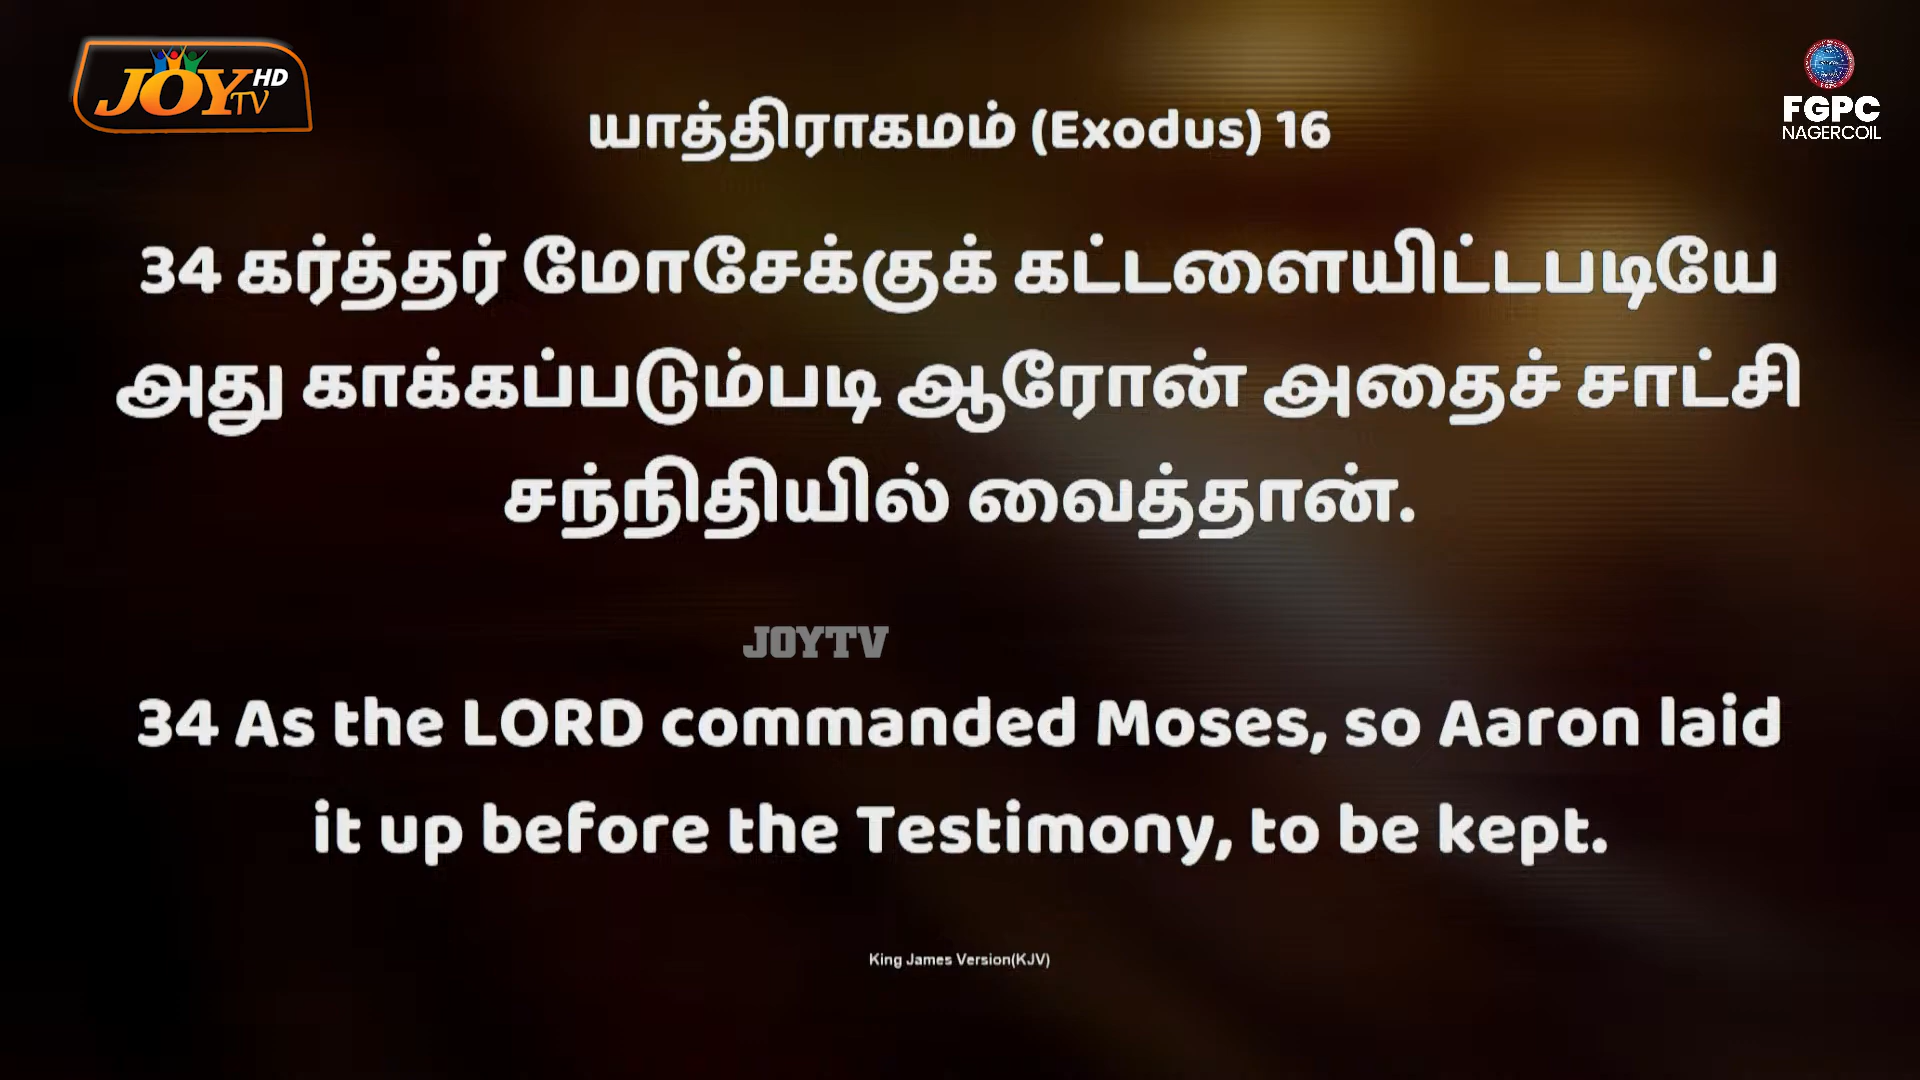 JOY TV HD
FGPC
NAGERCOIL
யாத்திராகமம் (Exodus) 16
34 கர்த்தர் மோசேக்குக் கட்டளையிட்டபடியே
அது காக்கப்படும்படி ஆரோன் அதைச் சாட்சி
சந்நிதியில் வைத்தான்.
JOYTV
34 As the LORD commanded Moses, so Aaron laid
it up before the Testimony, to be kept.
King James Version(KJV)